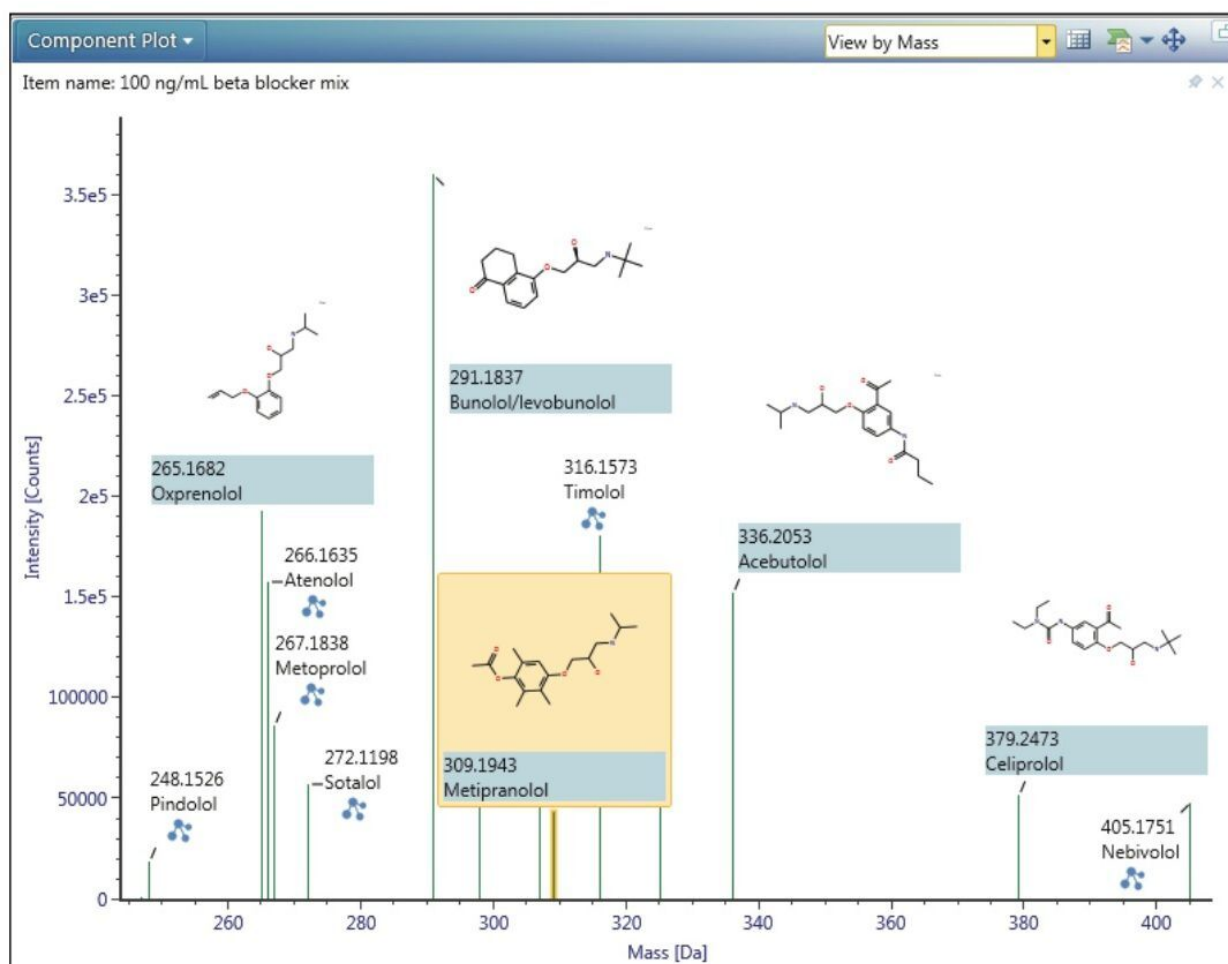 Component Plot
View by Mass
Item name: 100 ng/mL beta blocker mix
Intensity [Counts]
3.5e5
3e5
2.5e5
2e5
1.5e5
100000
50000
0
265.1682
Oxprenolol
291.1837
Bunolol/levobunolol
316.1573
Timolol
336.2053
Acebutolol
266.1635
Atenolol
267.1838
Metoprolol
272.1198
Sotalol
248.1526
Pindolol
309.1943
Metipranolol
379.2473
Celiprolol
405.1751
Nebivolol
260
280
300
320
340
360
380
400
Mass [Da]